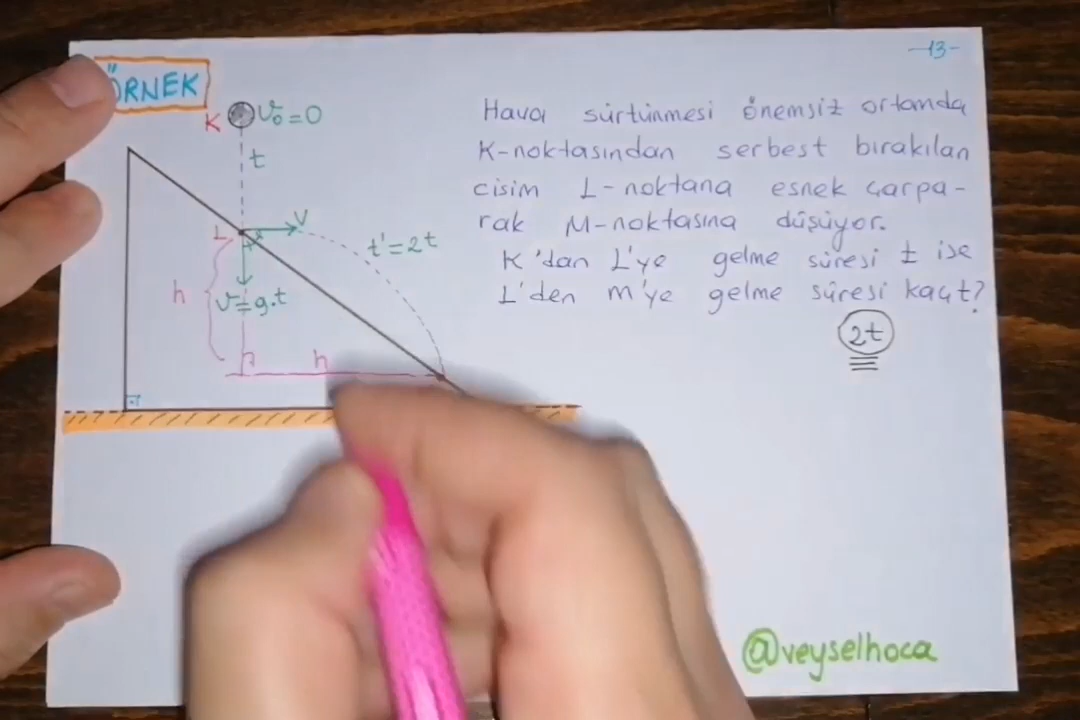 ÖRNEK
-13-
K
V₀=0
t
L
V
t'=2t
h
V=g.t
h
h
Hava sürtünmesi önemsiz ortamda
K-noktasından serbest bırakılan
cisim L-noktana esnek çarpa-
rak M-noktasına düşüyor.
K'dan L'ye gelme süresi t ise
L'den M'ye gelme süresi kaç t?
2t
@veyselhoca